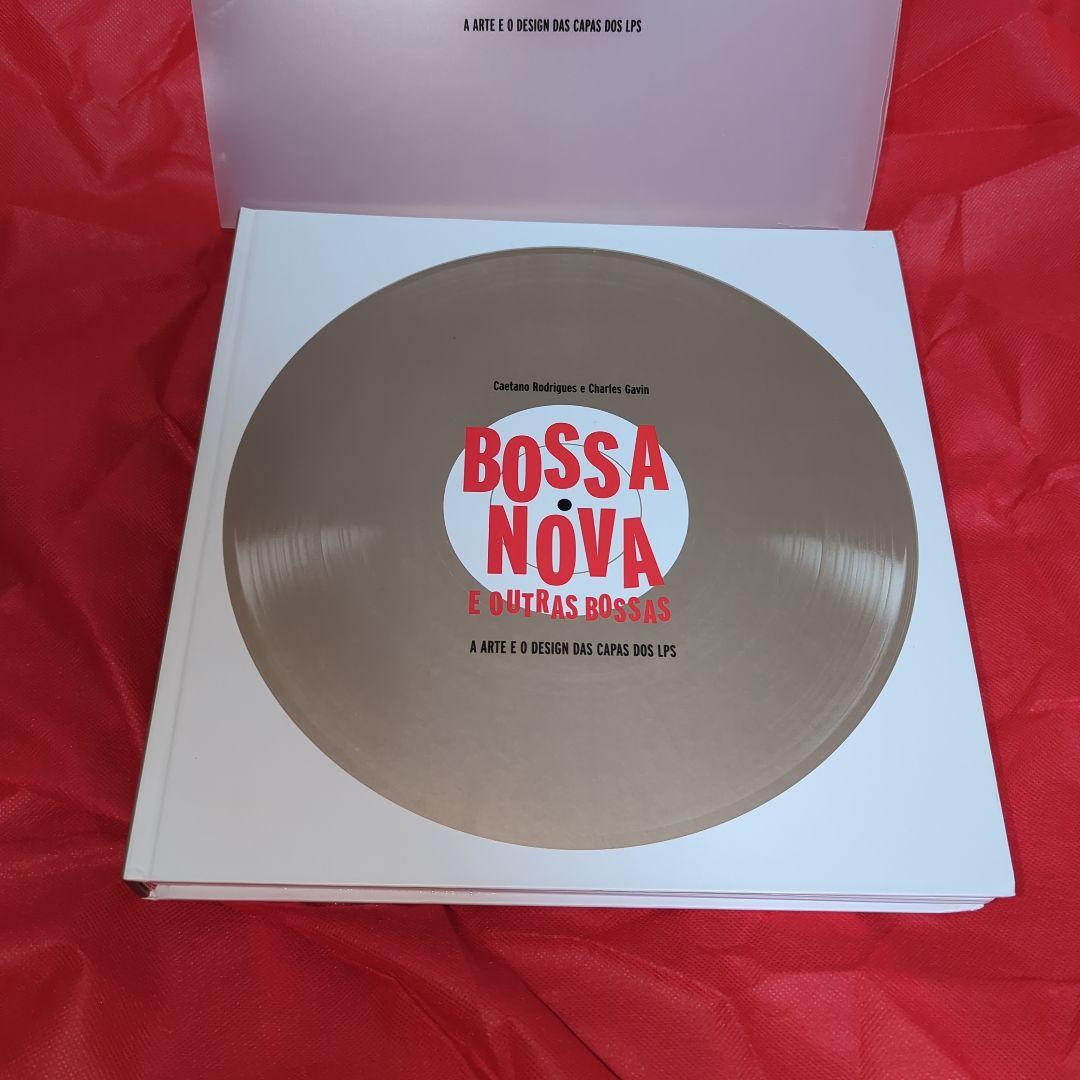 A ARTE E O DESIGN DAS CAPAS DOS LPS
Caetano Rodrigues e Charles Gavin
BOSSA
NOVA
E OUTRAS BOSSAS
A ARTE E O DESIGN DAS CAPAS DOS LPS